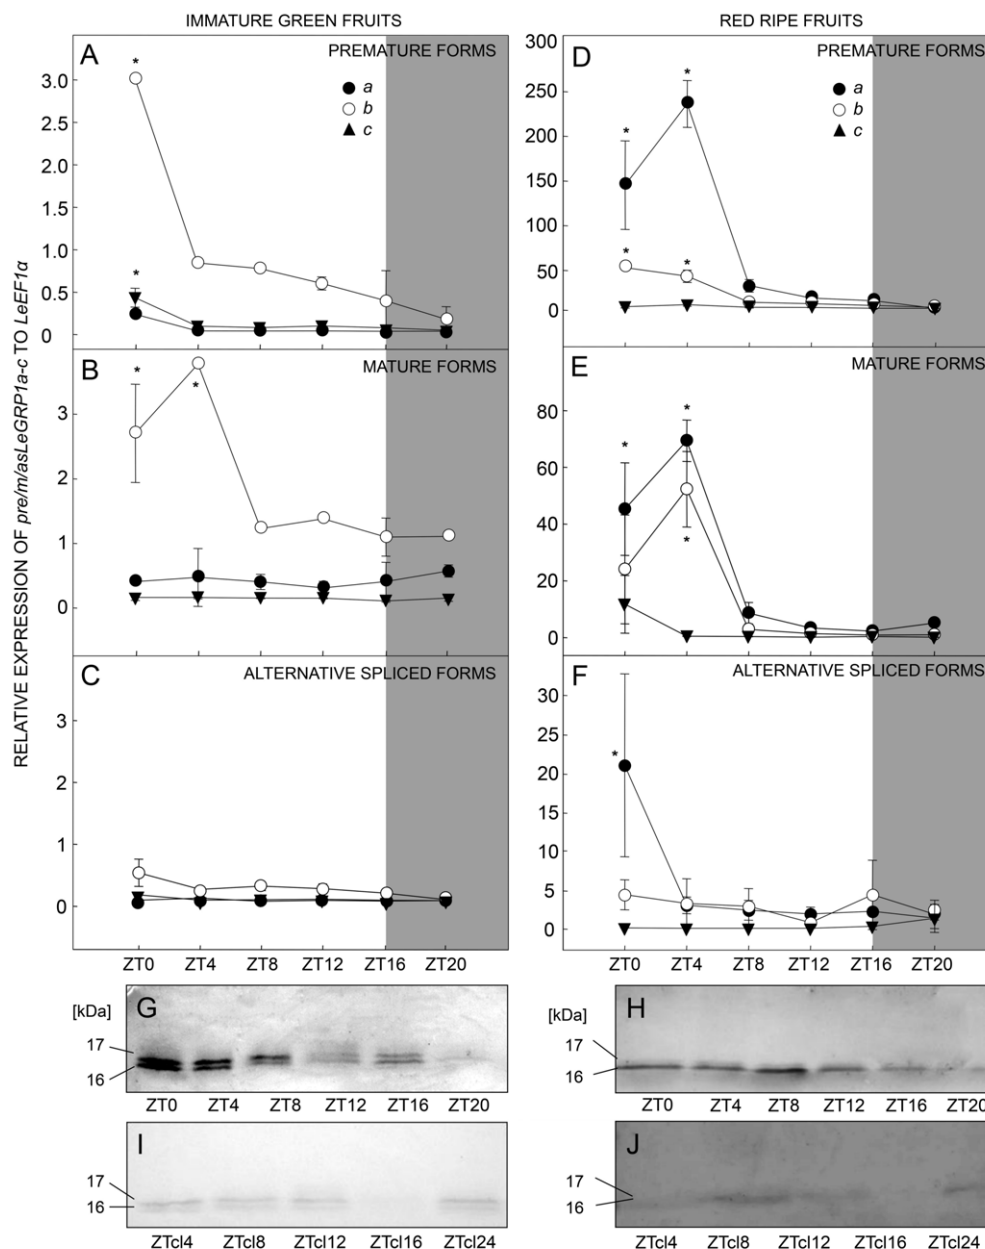 IMMATURE GREEN FRUITS
RED RIPE FRUITS
RELATIVE EXPRESSION OF pre/m/asLeGRP1a-c TO LeEF1α
A
PREMATURE FORMS
a
b
c
3.0
2.5
2.0
1.5
1.0
0.5
0
*
*
B
MATURE FORMS
3
2
1
0
*
*
C
ALTERNATIVE SPLICED FORMS
3
2
1
0
ZT0 ZT4 ZT8 ZT12 ZT16 ZT20
D
PREMATURE FORMS
a
b
c
300
250
200
150
100
50
0
*
*
*
*
E
MATURE FORMS
80
60
40
20
0
*
*
*
F
ALTERNATIVE SPLICED FORMS
30
25
20
15
10
5
0
*
ZT0 ZT4 ZT8 ZT12 ZT16 ZT20
G
[kDa]
17
16
ZT0 ZT4 ZT8 ZT12 ZT16 ZT20
H
[kDa]
17
16
ZT0 ZT4 ZT8 ZT12 ZT16 ZT20
I
17
16
ZTcl4 ZTcl8 ZTcl12 ZTcl16 ZTcl24
J
17
16
ZTcl4 ZTcl8 ZTcl12 ZTcl16 ZTcl24